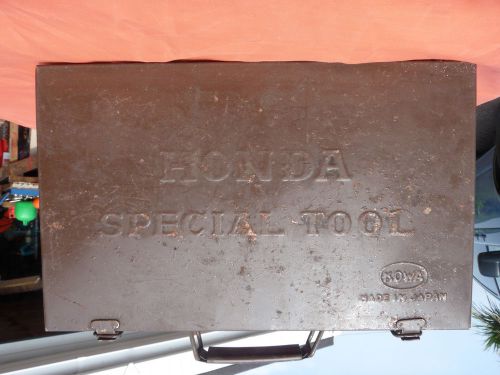 HONDA
SPECIAL TOOL
KOWA
MADE IN JAPAN